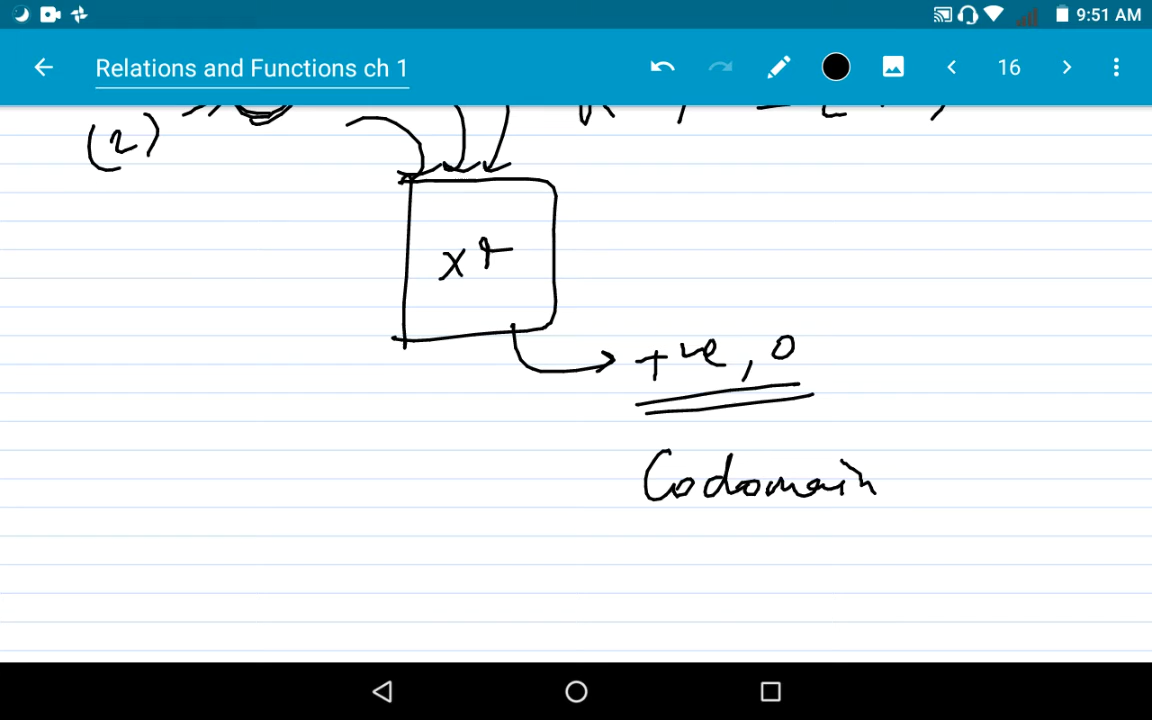 9:51 AM
Relations and Functions ch 1
16
(2)
x⁴
+ve, 0
Codomain